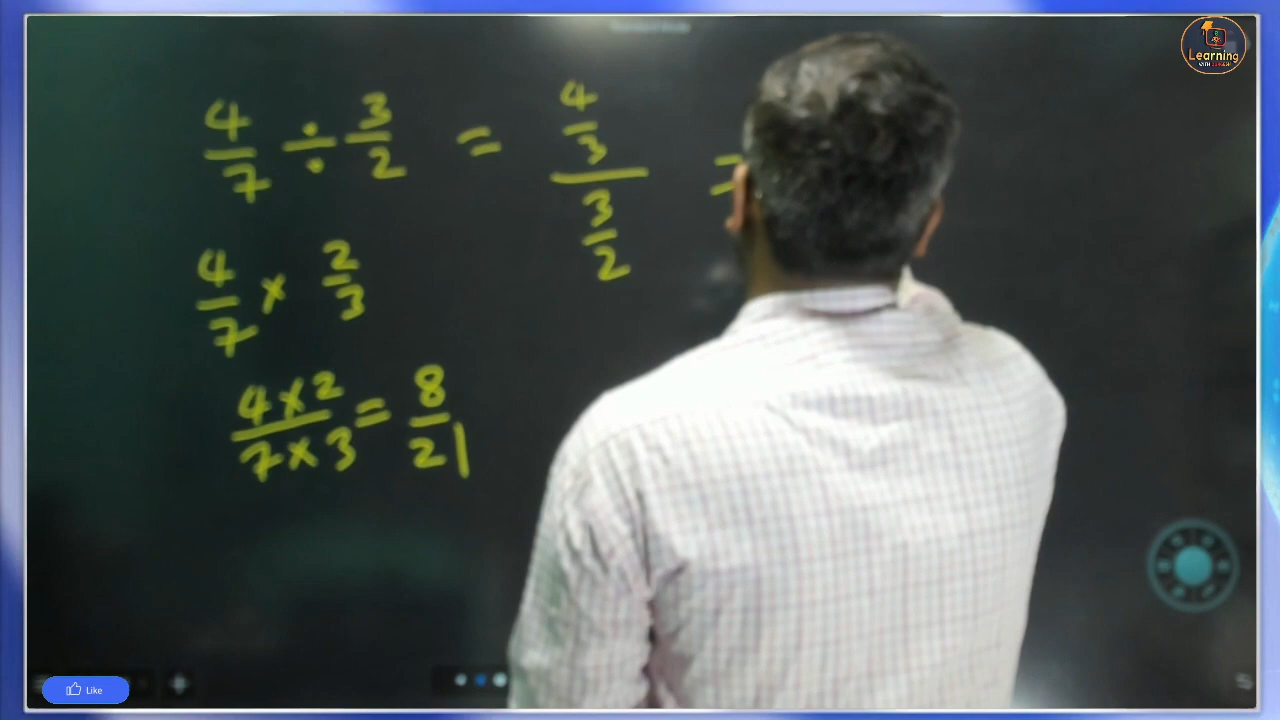 4/7 ÷ 3/2 = (4/3)/(3/2) =
4/7 × 2/3
(4×2)/(7×3) = 8/21
Learning
Like